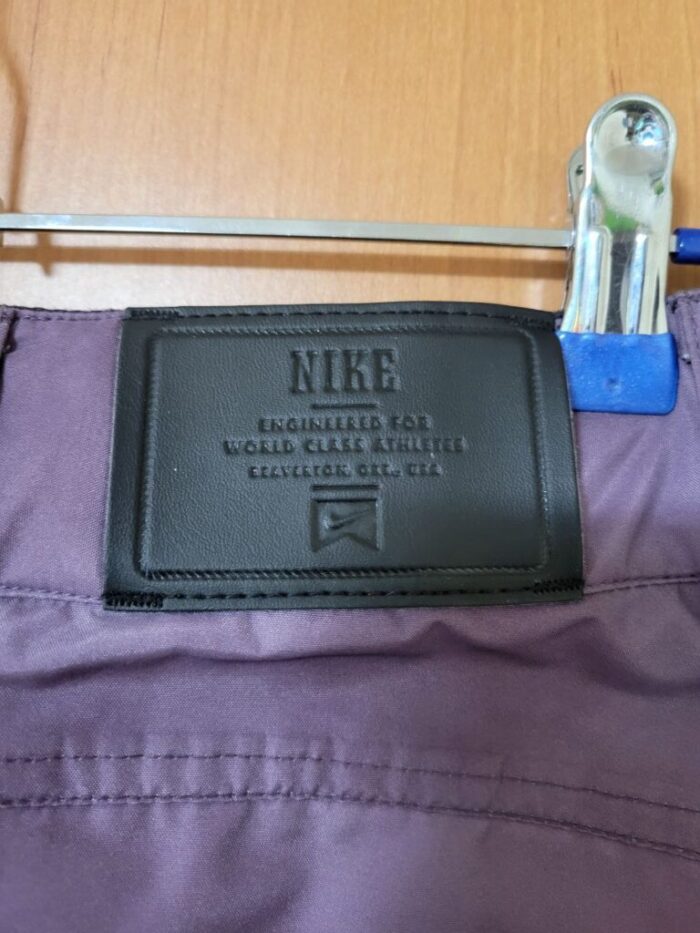 NIKE
ENGINEERED FOR
WORLD CLASS ATHLETES
BEAVERTON, ORE., USA